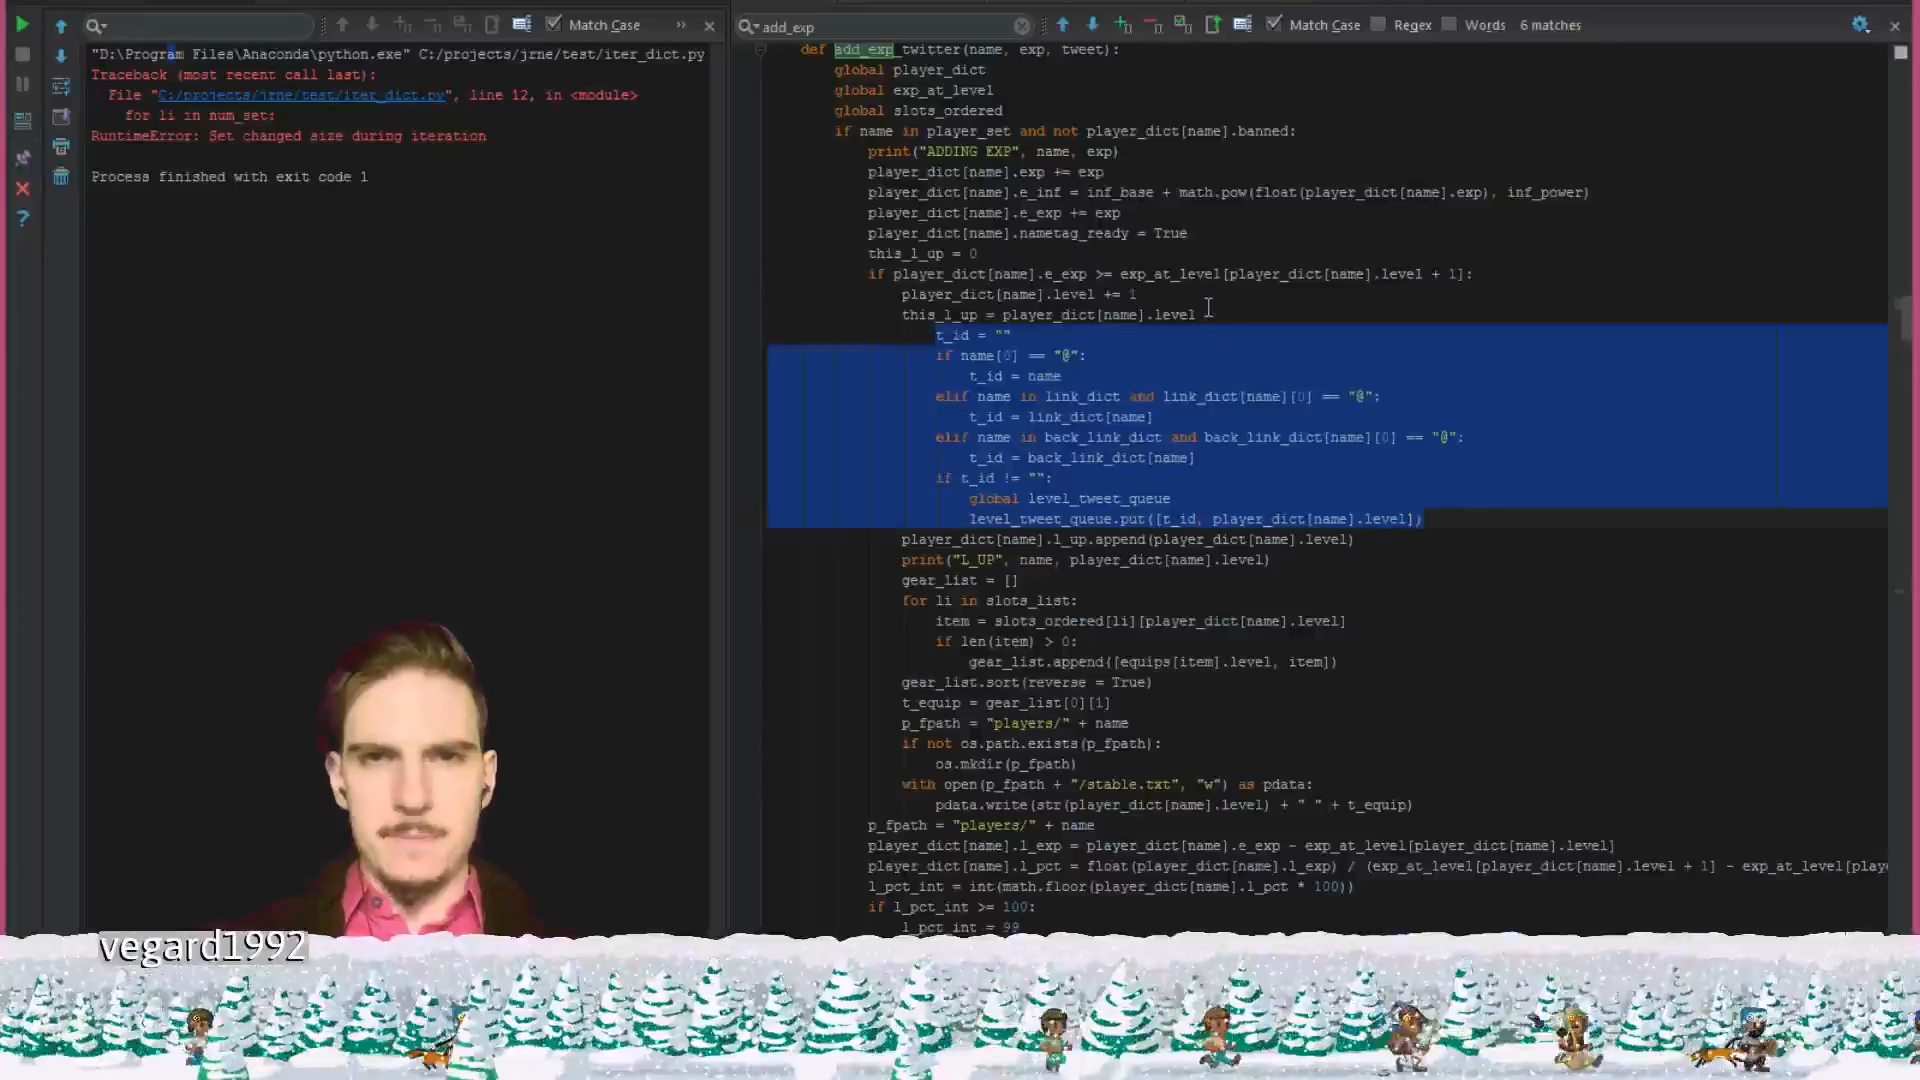 Match Case
"D:\Program Files\Anaconda\python.exe" C:/projects/jrne/test/iter_dict.py
Traceback (most recent call last):
File "C:/projects/jrne/test/iter_dict.py", line 12, in <module>
for li in num_set:
RuntimeError: Set changed size during iteration
Process finished with exit code 1
add_exp
Match Case
Regex
Words
6 matches
def add_exp_twitter(name, exp, tweet):
global player_dict
global exp_at_level
global slots_ordered
if name in player_set and not player_dict[name].banned:
print("ADDING EXP", name, exp)
player_dict[name].exp += exp
player_dict[name].e_inf = inf_base + math.pow(float(player_dict[name].exp), inf_power)
player_dict[name].e_exp += exp
player_dict[name].nametag_ready = True
this_l_up = 0
if player_dict[name].e_exp >= exp_at_level[player_dict[name].level + 1]:
player_dict[name].level += 1
this_l_up = player_dict[name].level
t_id = ""
if name[0] == "@":
t_id = name
elif name in link_dict and link_dict[name][0] == "@":
t_id = link_dict[name]
elif name in back_link_dict and back_link_dict[name][0] == "@":
t_id = back_link_dict[name]
if t_id != "":
global level_tweet_queue
level_tweet_queue.put([t_id, player_dict[name].level])
player_dict[name].l_up.append(player_dict[name].level)
print("L_UP", name, player_dict[name].level)
gear_list = []
for li in slots_list:
item = slots_ordered[li][player_dict[name].level]
if len(item) > 0:
gear_list.append([equips[item].level, item])
gear_list.sort(reverse = True)
t_equip = gear_list[0][1]
p_fpath = "players/" + name
if not os.path.exists(p_fpath):
os.mkdir(p_fpath)
with open(p_fpath + "/stable.txt", "w") as pdata:
pdata.write(str(player_dict[name].level) + " " + t_equip)
p_fpath = "players/" + name
player_dict[name].l_exp = player_dict[name].e_exp - exp_at_level[player_dict[name].level]
player_dict[name].l_pct = float(player_dict[name].l_exp) / (exp_at_level[player_dict[name].level + 1] - exp_at_level[playe
l_pct_int = int(math.floor(player_dict[name].l_pct * 100))
if l_pct_int >= 100:
l_pct_int = 99
vegard1992